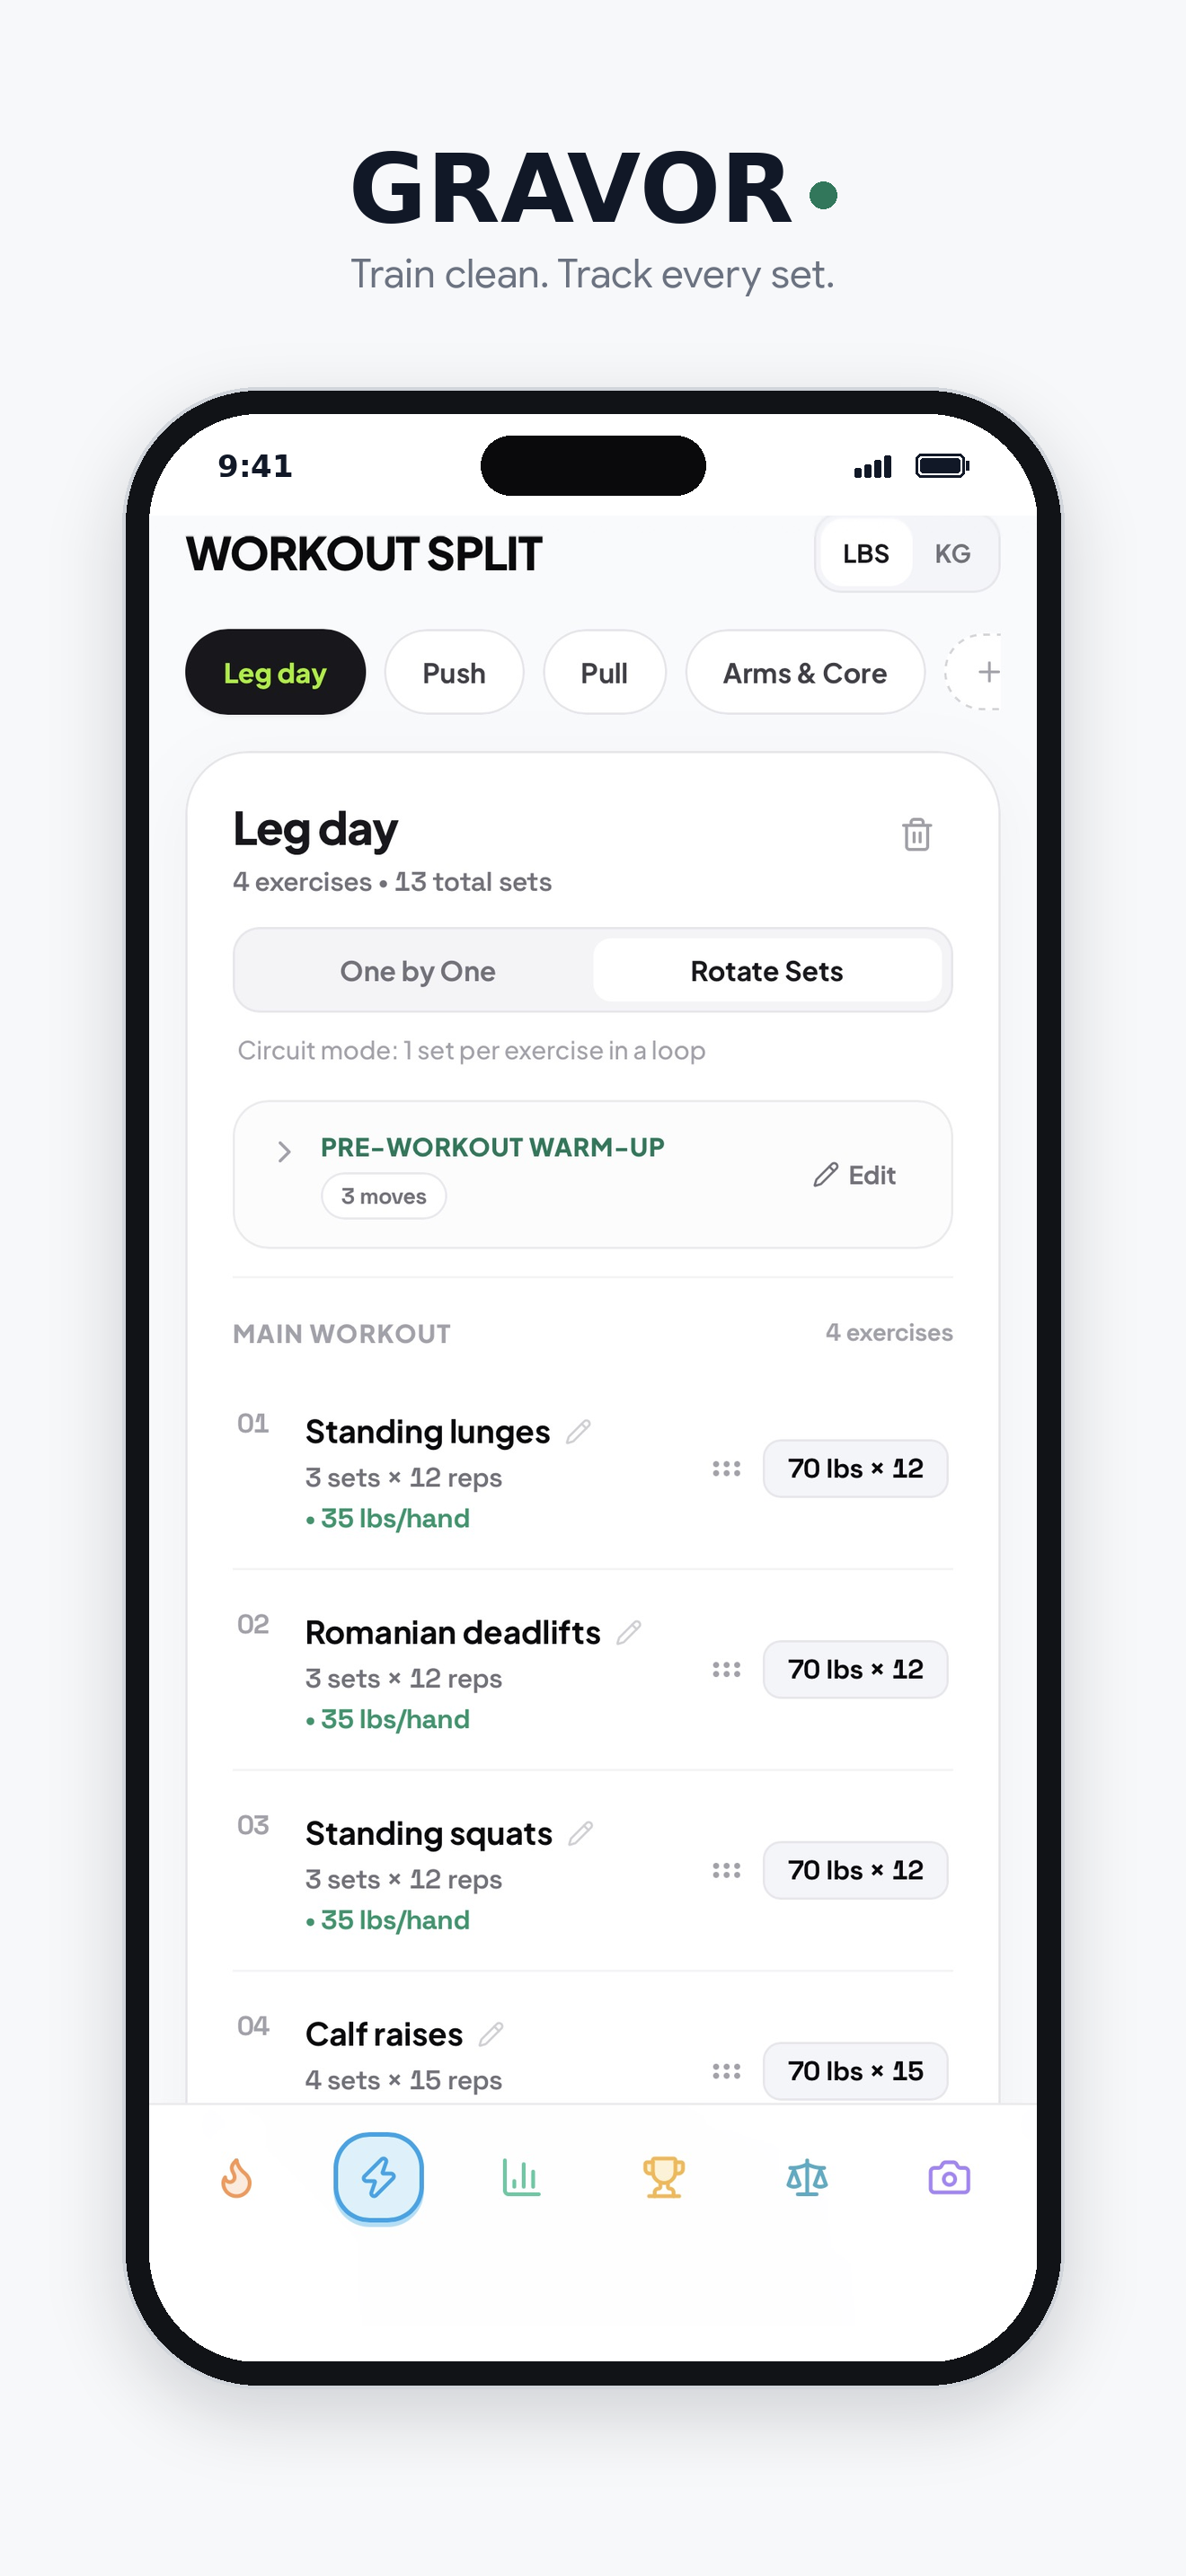 GRAVOR
Train clean. Track every set.
9:41
WORKOUT SPLIT
LBS KG
Leg day Push Pull Arms & Core +
Leg day
4 exercises • 13 total sets
One by One Rotate Sets
Circuit mode: 1 set per exercise in a loop
PRE-WORKOUT WARM-UP
3 moves
Edit
MAIN WORKOUT 4 exercises
01 Standing lunges
3 sets × 12 reps
• 35 lbs/hand
70 lbs × 12
02 Romanian deadlifts
3 sets × 12 reps
• 35 lbs/hand
70 lbs × 12
03 Standing squats
3 sets × 12 reps
• 35 lbs/hand
70 lbs × 12
04 Calf raises
4 sets × 15 reps
70 lbs × 15